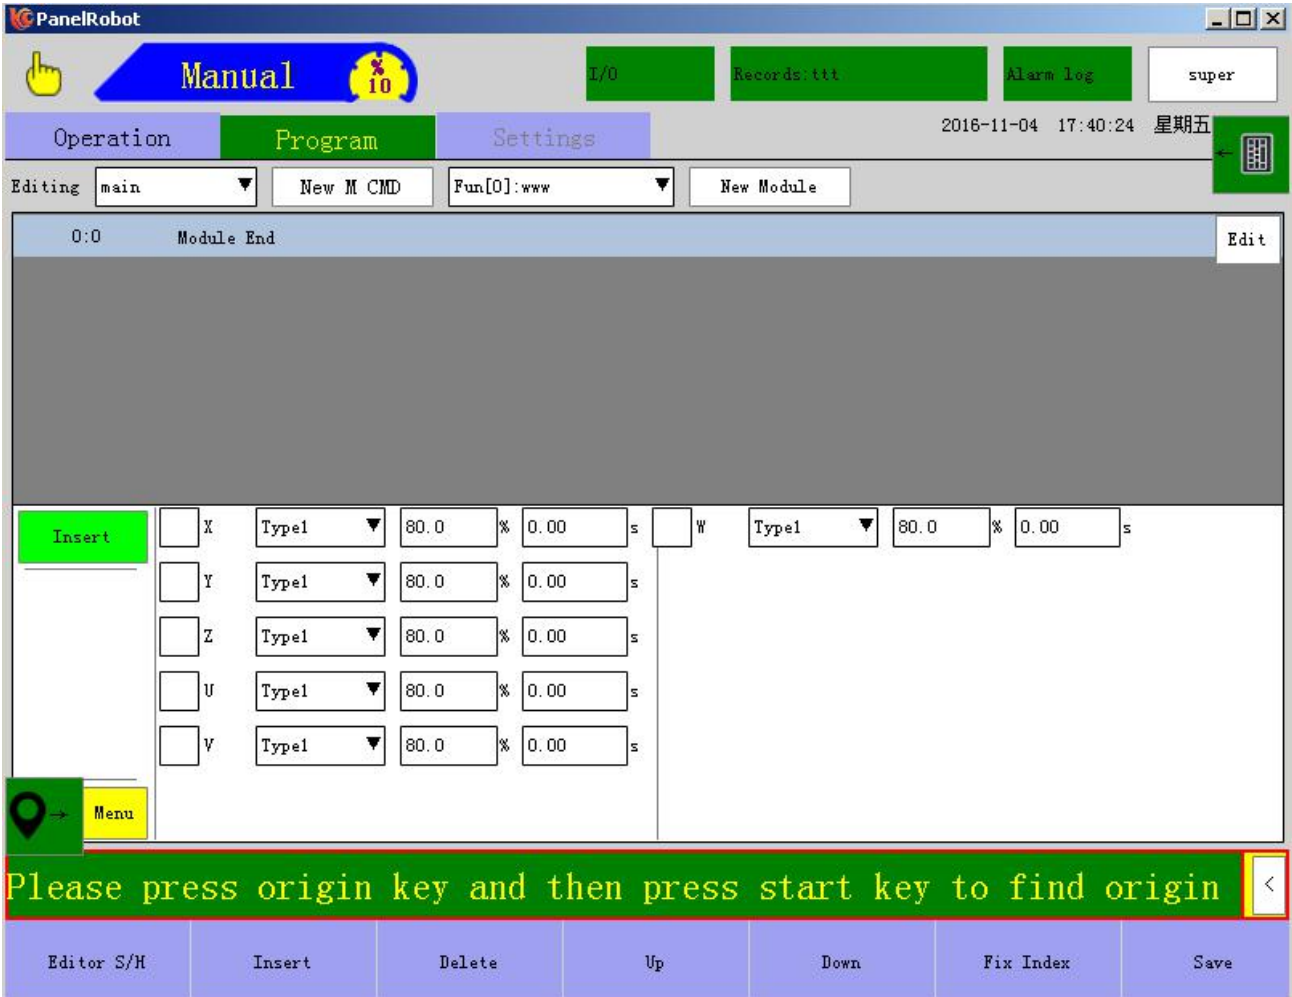 PanelRobot
Manual
%
10
I/O
Records:ttt
Alarm log
super
Operation
Program
Settings
2016-11-04 17:40:24 星期五
Editing main New M CMD Fun[0]:www New Module
0:0 Module End
Edit
Insert
X Type1 80.0 % 0.00 s W Type1 80.0 % 0.00 s
Y Type1 80.0 % 0.00 s
Z Type1 80.0 % 0.00 s
U Type1 80.0 % 0.00 s
V Type1 80.0 % 0.00 s
Menu
Please press origin key and then press start key to find origin <
Editor S/H Insert Delete Up Down Fix Index Save